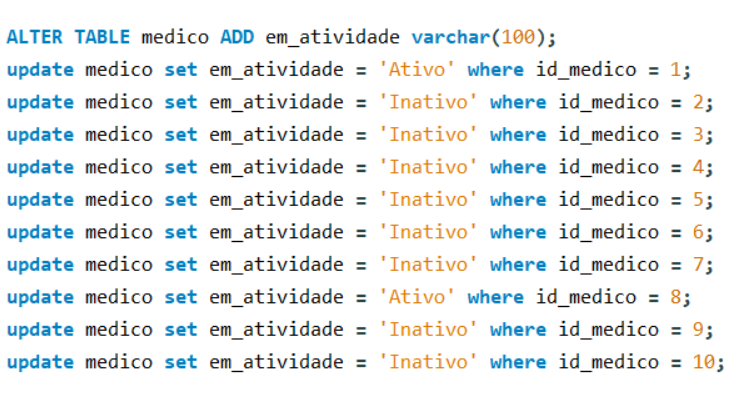 ALTER TABLE medico ADD em_atividade varchar(100);
update medico set em_atividade = 'Ativo' where id_medico = 1;
update medico set em_atividade = 'Inativo' where id_medico = 2;
update medico set em_atividade = 'Inativo' where id_medico = 3;
update medico set em_atividade = 'Inativo' where id_medico = 4;
update medico set em_atividade = 'Inativo' where id_medico = 5;
update medico set em_atividade = 'Inativo' where id_medico = 6;
update medico set em_atividade = 'Inativo' where id_medico = 7;
update medico set em_atividade = 'Ativo' where id_medico = 8;
update medico set em_atividade = 'Inativo' where id_medico = 9;
update medico set em_atividade = 'Inativo' where id_medico = 10;